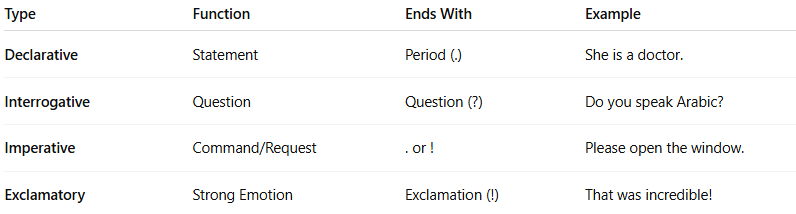 Type Function Ends With Example
Declarative Statement Period (.) She is a doctor.
Interrogative Question Question (?) Do you speak Arabic?
Imperative Command/Request . or ! Please open the window.
Exclamatory Strong Emotion Exclamation (!) That was incredible!